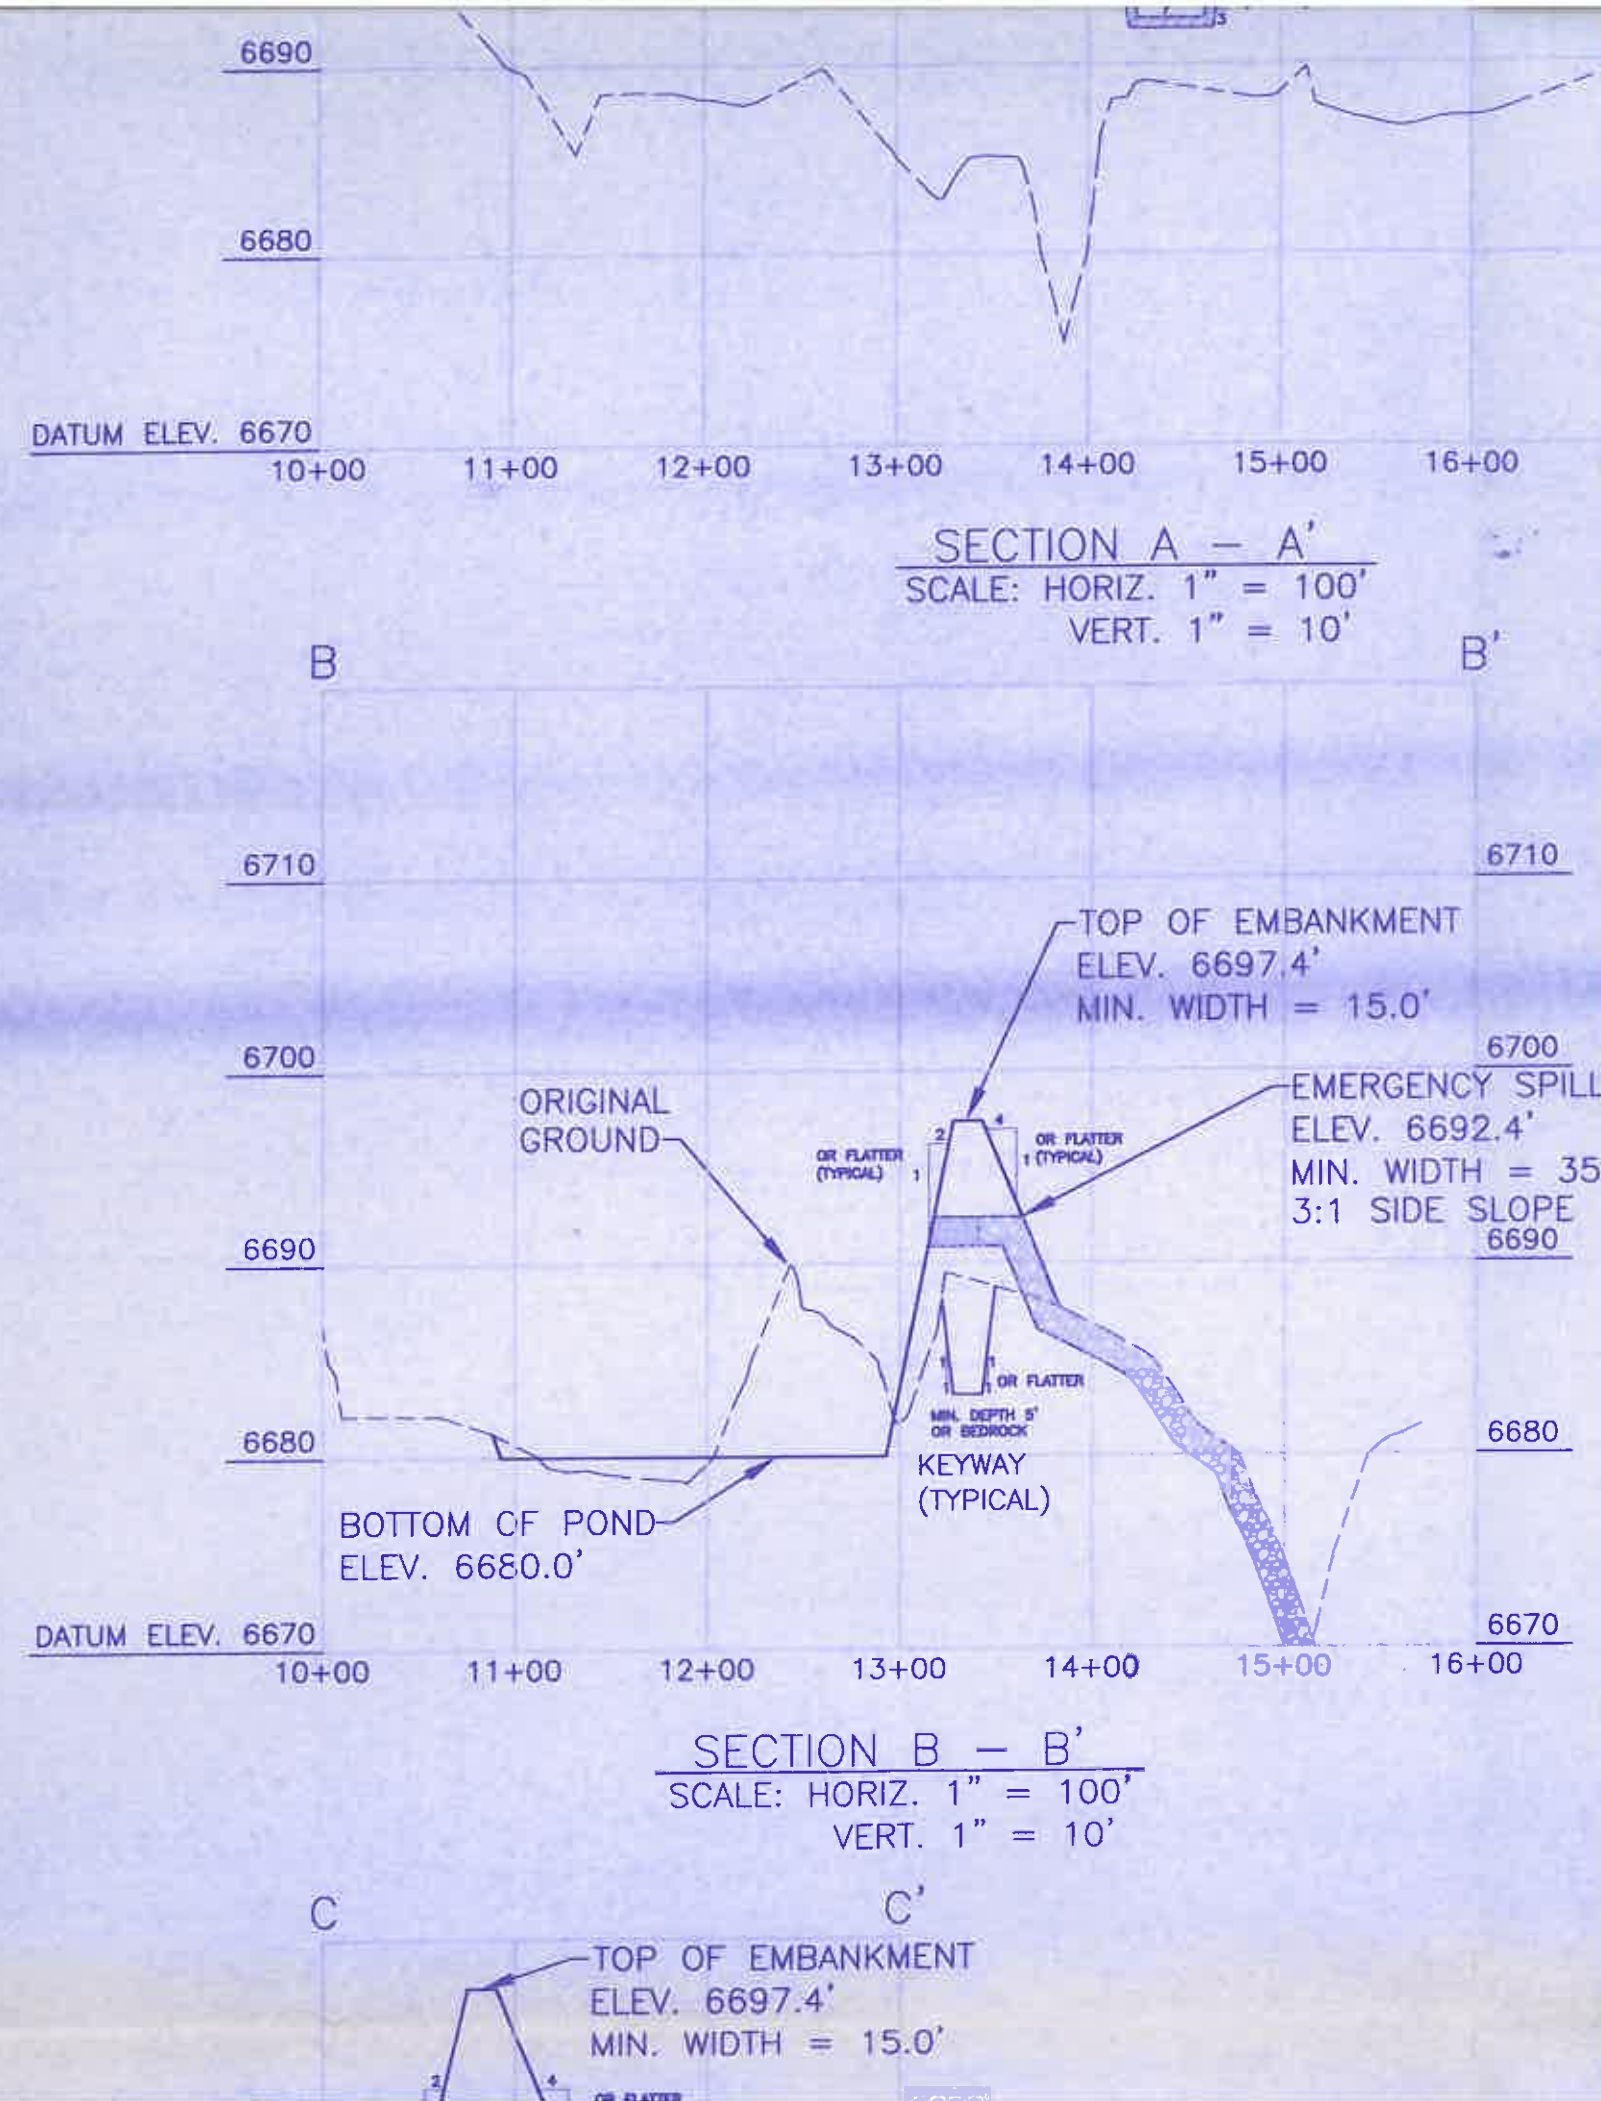 3
6690
6680
DATUM ELEV. 6670
10+00 11+00 12+00 13+00 14+00 15+00 16+00
SECTION A - A'
SCALE: HORIZ. 1" = 100'
VERT. 1" = 10'
B B'
6710 6710
TOP OF EMBANKMENT
ELEV. 6697.4'
MIN. WIDTH = 15.0'
6700 6700
ORIGINAL
GROUND
EMERGENCY SPILL
ELEV. 6692.4'
MIN. WIDTH = 35
3:1 SIDE SLOPE
2 4
OR FLATTER
(TYPICAL) 1
OR FLATTER
1 (TYPICAL)
6690 6690
1 1
1 1 OR FLATTER
MIN. DEPTH 5'
OR BEDROCK
KEYWAY
(TYPICAL)
6680 6680
BOTTOM OF POND
ELEV. 6680.0'
DATUM ELEV. 6670 6670
10+00 11+00 12+00 13+00 14+00 15+00 16+00
SECTION B - B'
SCALE: HORIZ. 1" = 100'
VERT. 1" = 10'
C C'
TOP OF EMBANKMENT
ELEV. 6697.4'
MIN. WIDTH = 15.0'
2 4
OR FLATTER